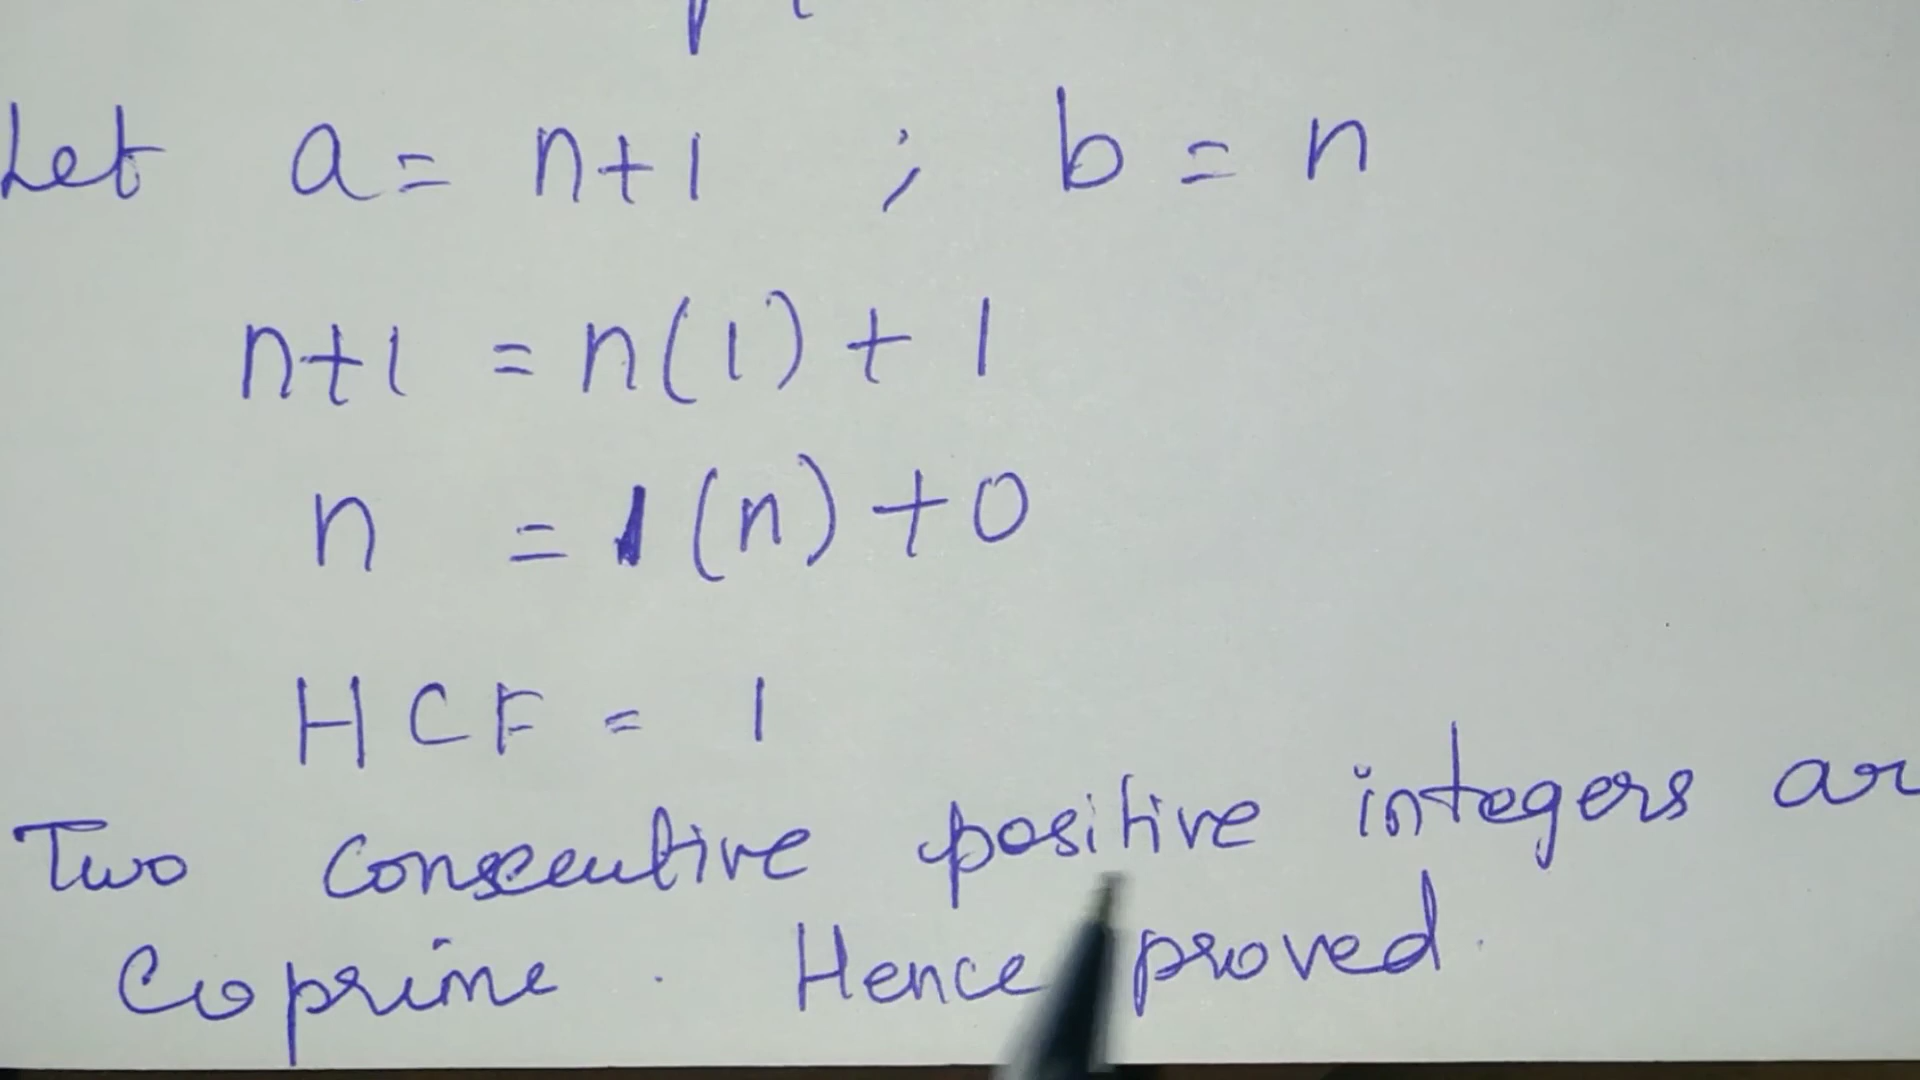 Let a = n+1 ; b = n
n+1 = n(1) + 1
n = 1 (n) + 0
HCF = 1
Two consecutive positive integers ar
Coprime. Hence proved.